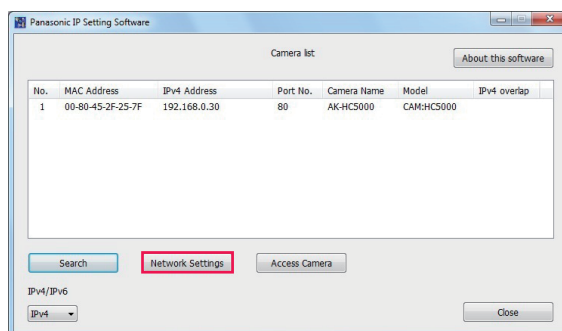 Panasonic IP Setting Software
Camera list
About this software
No. MAC Address IPv4 Address Port No. Camera Name Model IPv4 overlap
1 00-80-45-2F-25-7F 192.168.0.30 80 AK-HC5000 CAM:HC5000
Search Network Settings Access Camera
IPv4/IPv6
IPv4 Close